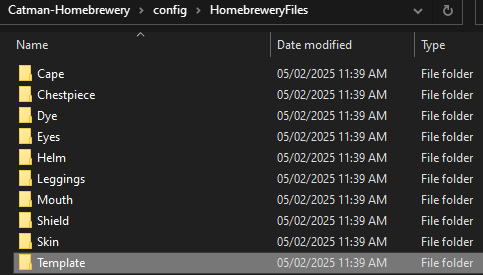 Catman-Homebrewery > config > HomebreweryFiles
Name Date modified Type
Cape 05/02/2025 11:39 AM File folder
Chestpiece 05/02/2025 11:39 AM File folder
Dye 05/02/2025 11:39 AM File folder
Eyes 05/02/2025 11:39 AM File folder
Helm 05/02/2025 11:39 AM File folder
Leggings 05/02/2025 11:39 AM File folder
Mouth 05/02/2025 11:39 AM File folder
Shield 05/02/2025 11:39 AM File folder
Skin 05/02/2025 11:39 AM File folder
Template 05/02/2025 11:39 AM File folder